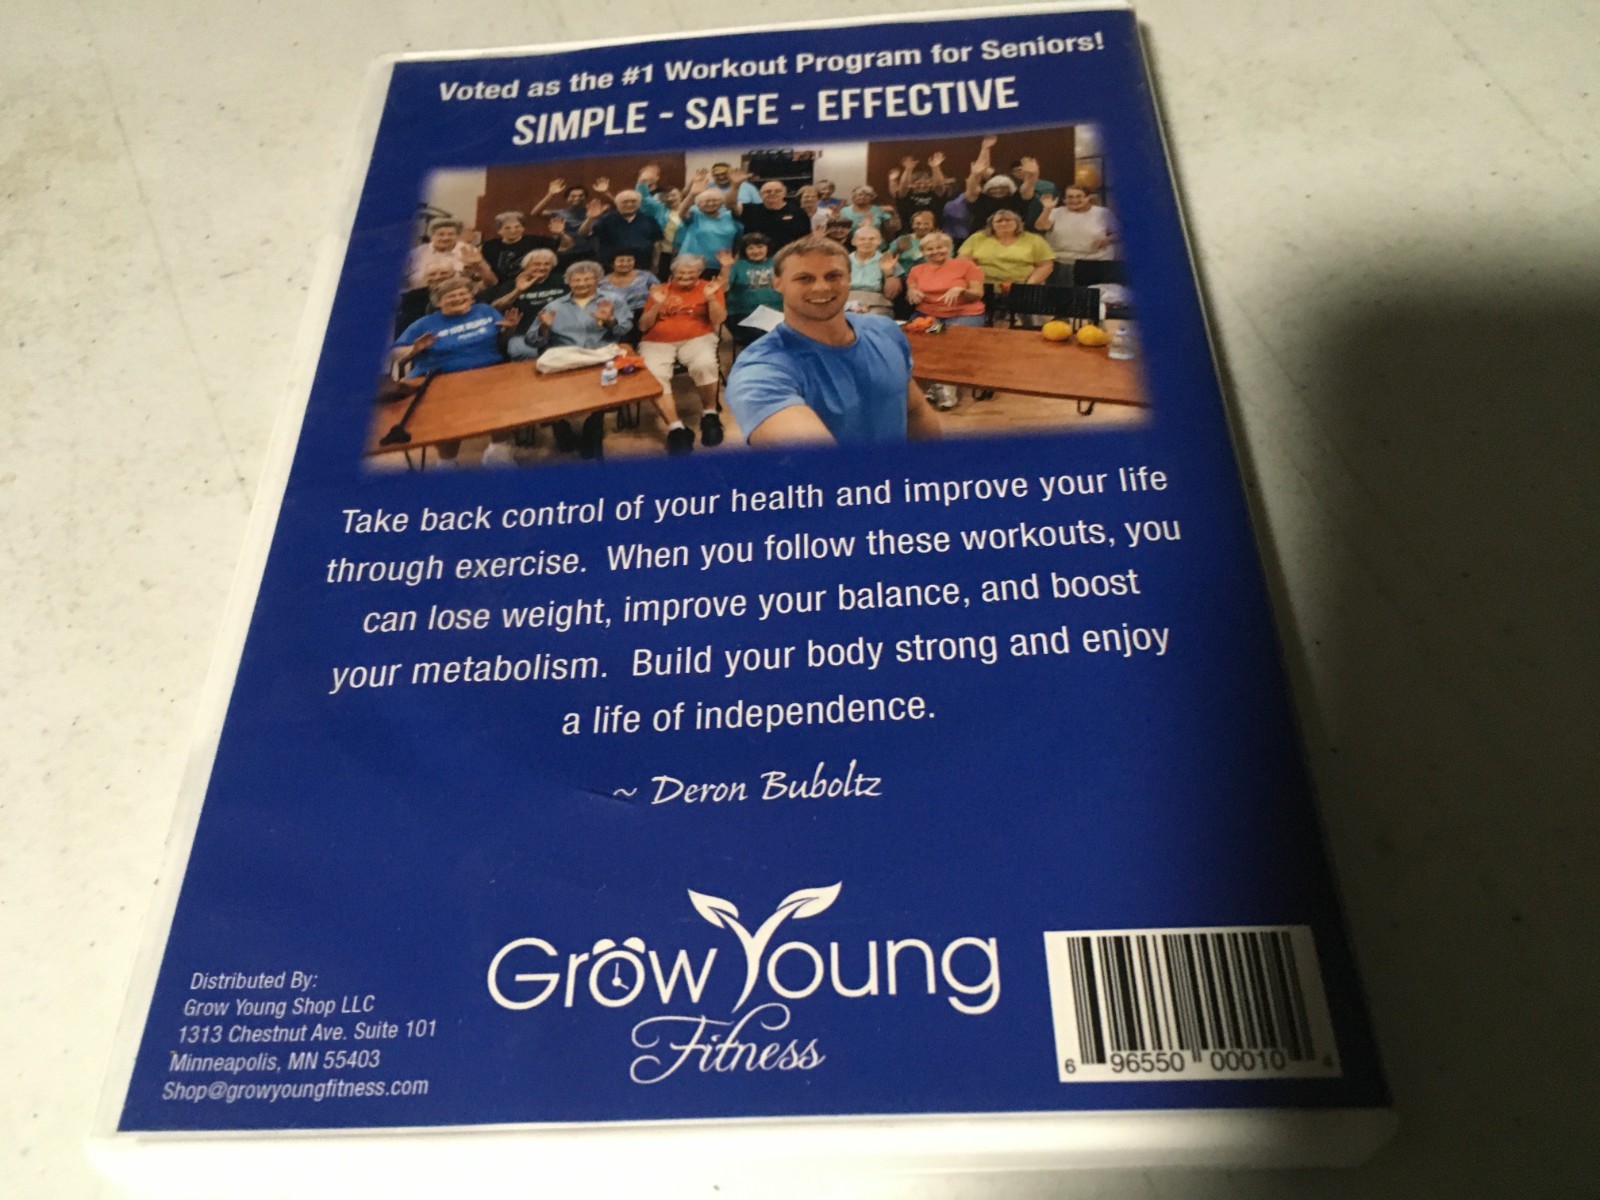 Voted as the #1 Workout Program for Seniors!
SIMPLE - SAFE - EFFECTIVE
Take back control of your health and improve your life
through exercise. When you follow these workouts, you
can lose weight, improve your balance, and boost
your metabolism. Build your body strong and enjoy
a life of independence.
~ Deron Buboltz
Grow Young
Fitness
Distributed By:
Grow Young Shop LLC
1313 Chestnut Ave. Suite 101
Minneapolis, MN 55403
Shop@growyoungfitness.com
6 96550 00010 4